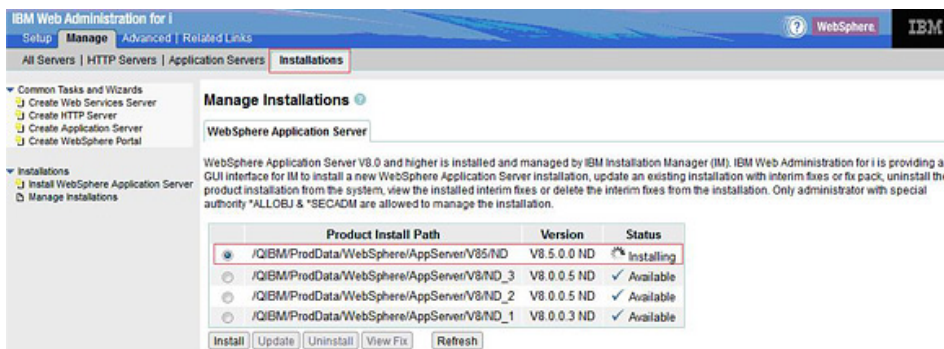 IBM Web Administration for i
WebSphere.
IBM
Setup Manage Advanced | Related Links
All Servers | HTTP Servers | Application Servers Installations
Common Tasks and Wizards
Create Web Services Server
Create HTTP Server
Create Application Server
Create WebSphere Portal
Installations
Install WebSphere Application Server
Manage Installations
Manage Installations
WebSphere Application Server
WebSphere Application Server V8.0 and higher is installed and managed by IBM Installation Manager (IM). IBM Web Administration for i is providing a
GUI interface for IM to install a new WebSphere Application Server installation, update an existing installation with interim fixes or fix pack, uninstall the
product installation from the system, view the installed interim fixes or delete the interim fixes from the installation. Only administrator with special
authority *ALLOBJ & *SECADM are allowed to manage the installation.
Product Install Path Version Status
/QIBM/ProdData/WebSphere/AppServer/V85/ND V8.5.0.0 ND Installing
/QIBM/ProdData/WebSphere/AppServer/V8/ND_3 V8.0.0.5 ND Available
/QIBM/ProdData/WebSphere/AppServer/V8/ND_2 V8.0.0.5 ND Available
/QIBM/ProdData/WebSphere/AppServer/V8/ND_1 V8.0.0.3 ND Available
Install Update Uninstall View Fix Refresh